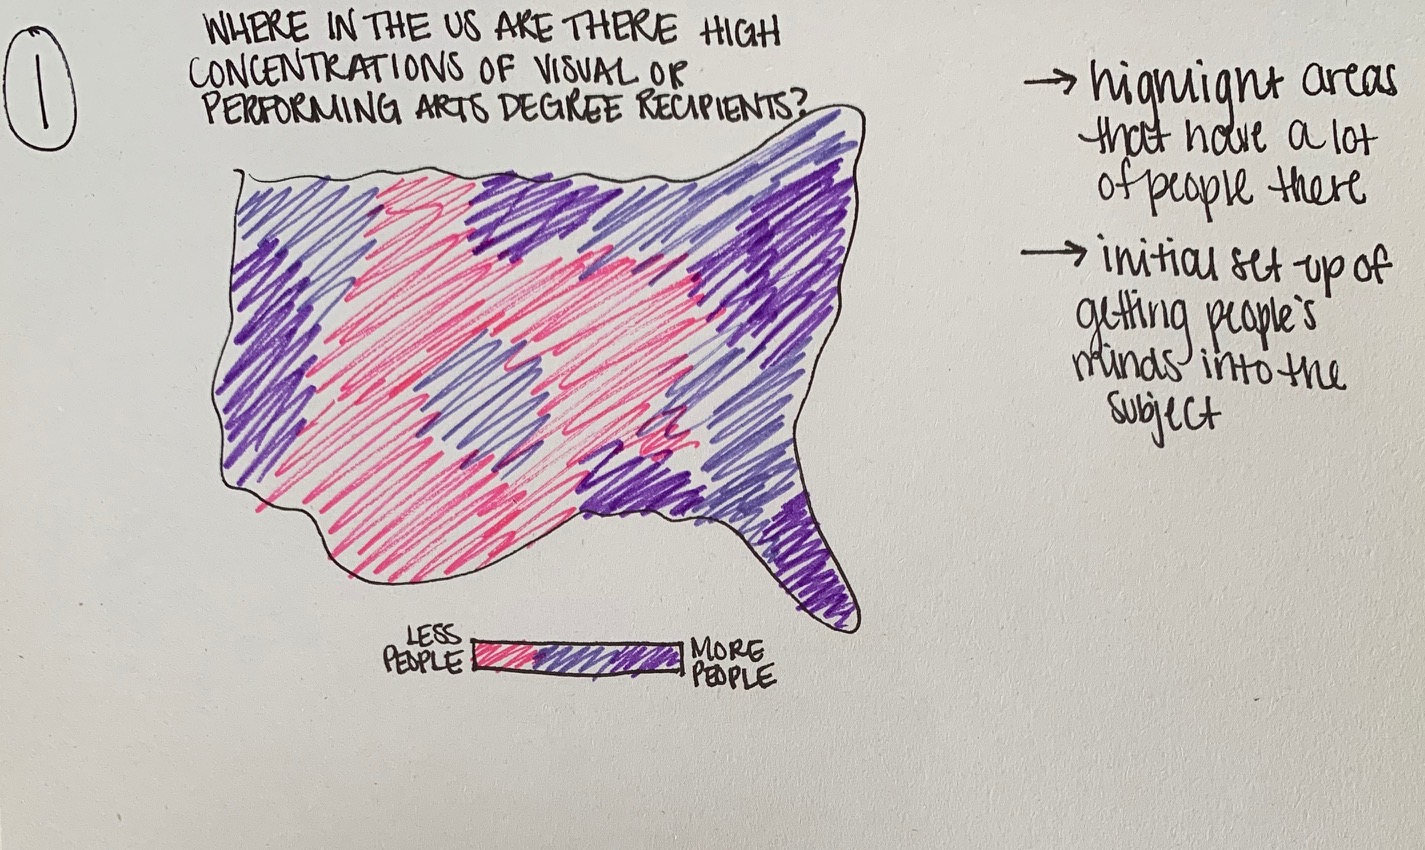 1
WHERE IN THE US ARE THERE HIGH
CONCENTRATIONS OF VISUAL OR
PERFORMING ARTS DEGREE RECIPIENTS?
→ highlight areas
that have a lot
of people there
→ initial set up of
getting people's
minds into the
subject
LESS
PEOPLE
MORE
PEOPLE